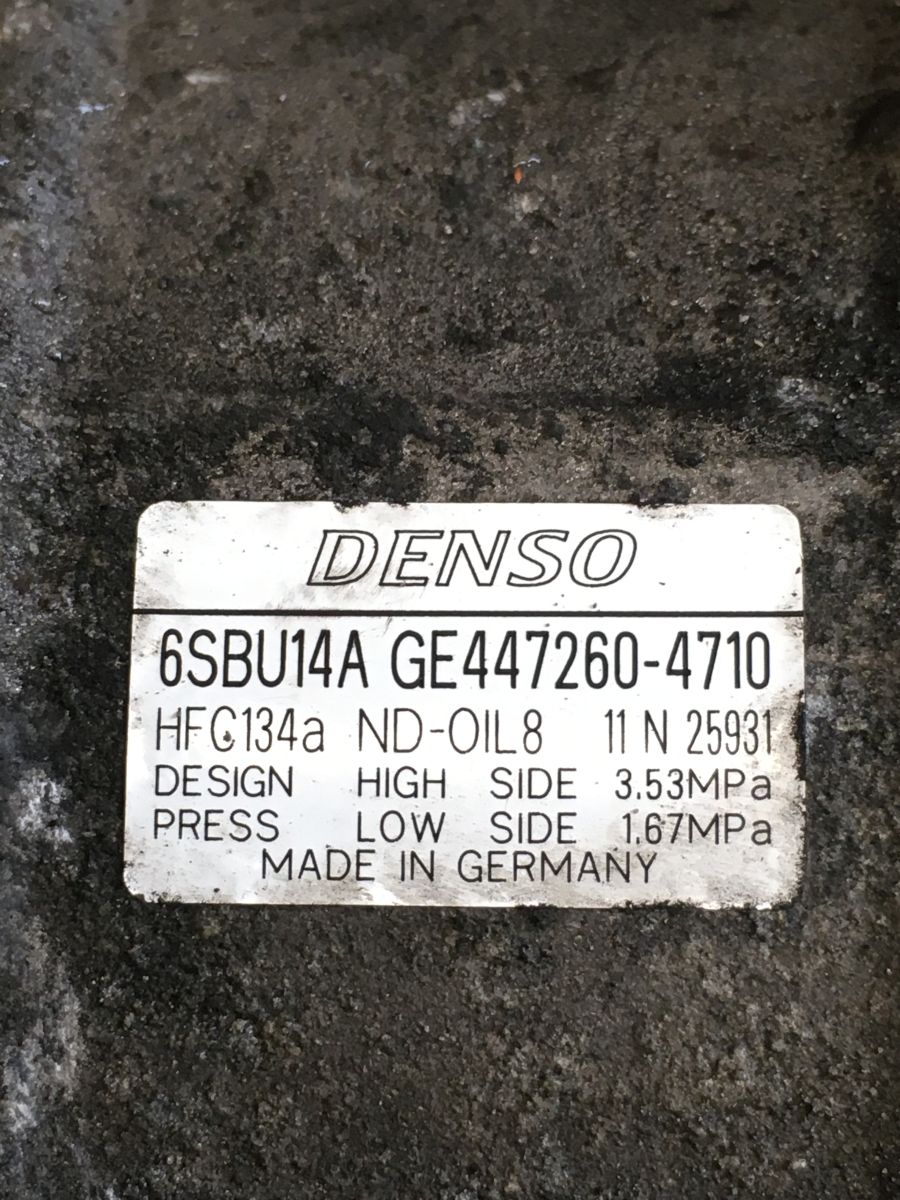 DENSO
6SBU14A GE447260-4710
HFC134a ND-OIL8 11 N 25931
DESIGN HIGH SIDE 3.53MPa
PRESS LOW SIDE 1.67MPa
MADE IN GERMANY